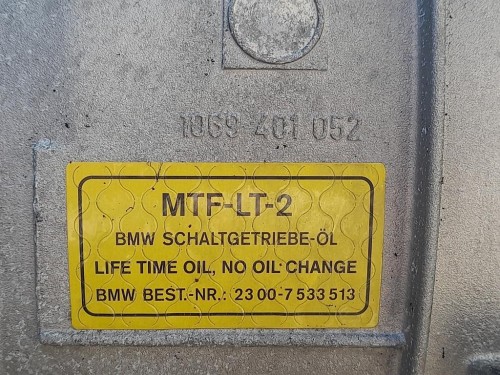 1069 401 052
MTF-LT-2
BMW SCHALTGETRIEBE-ÖL
LIFE TIME OIL, NO OIL CHANGE
BMW BEST.-NR.: 23 00-7 533 513